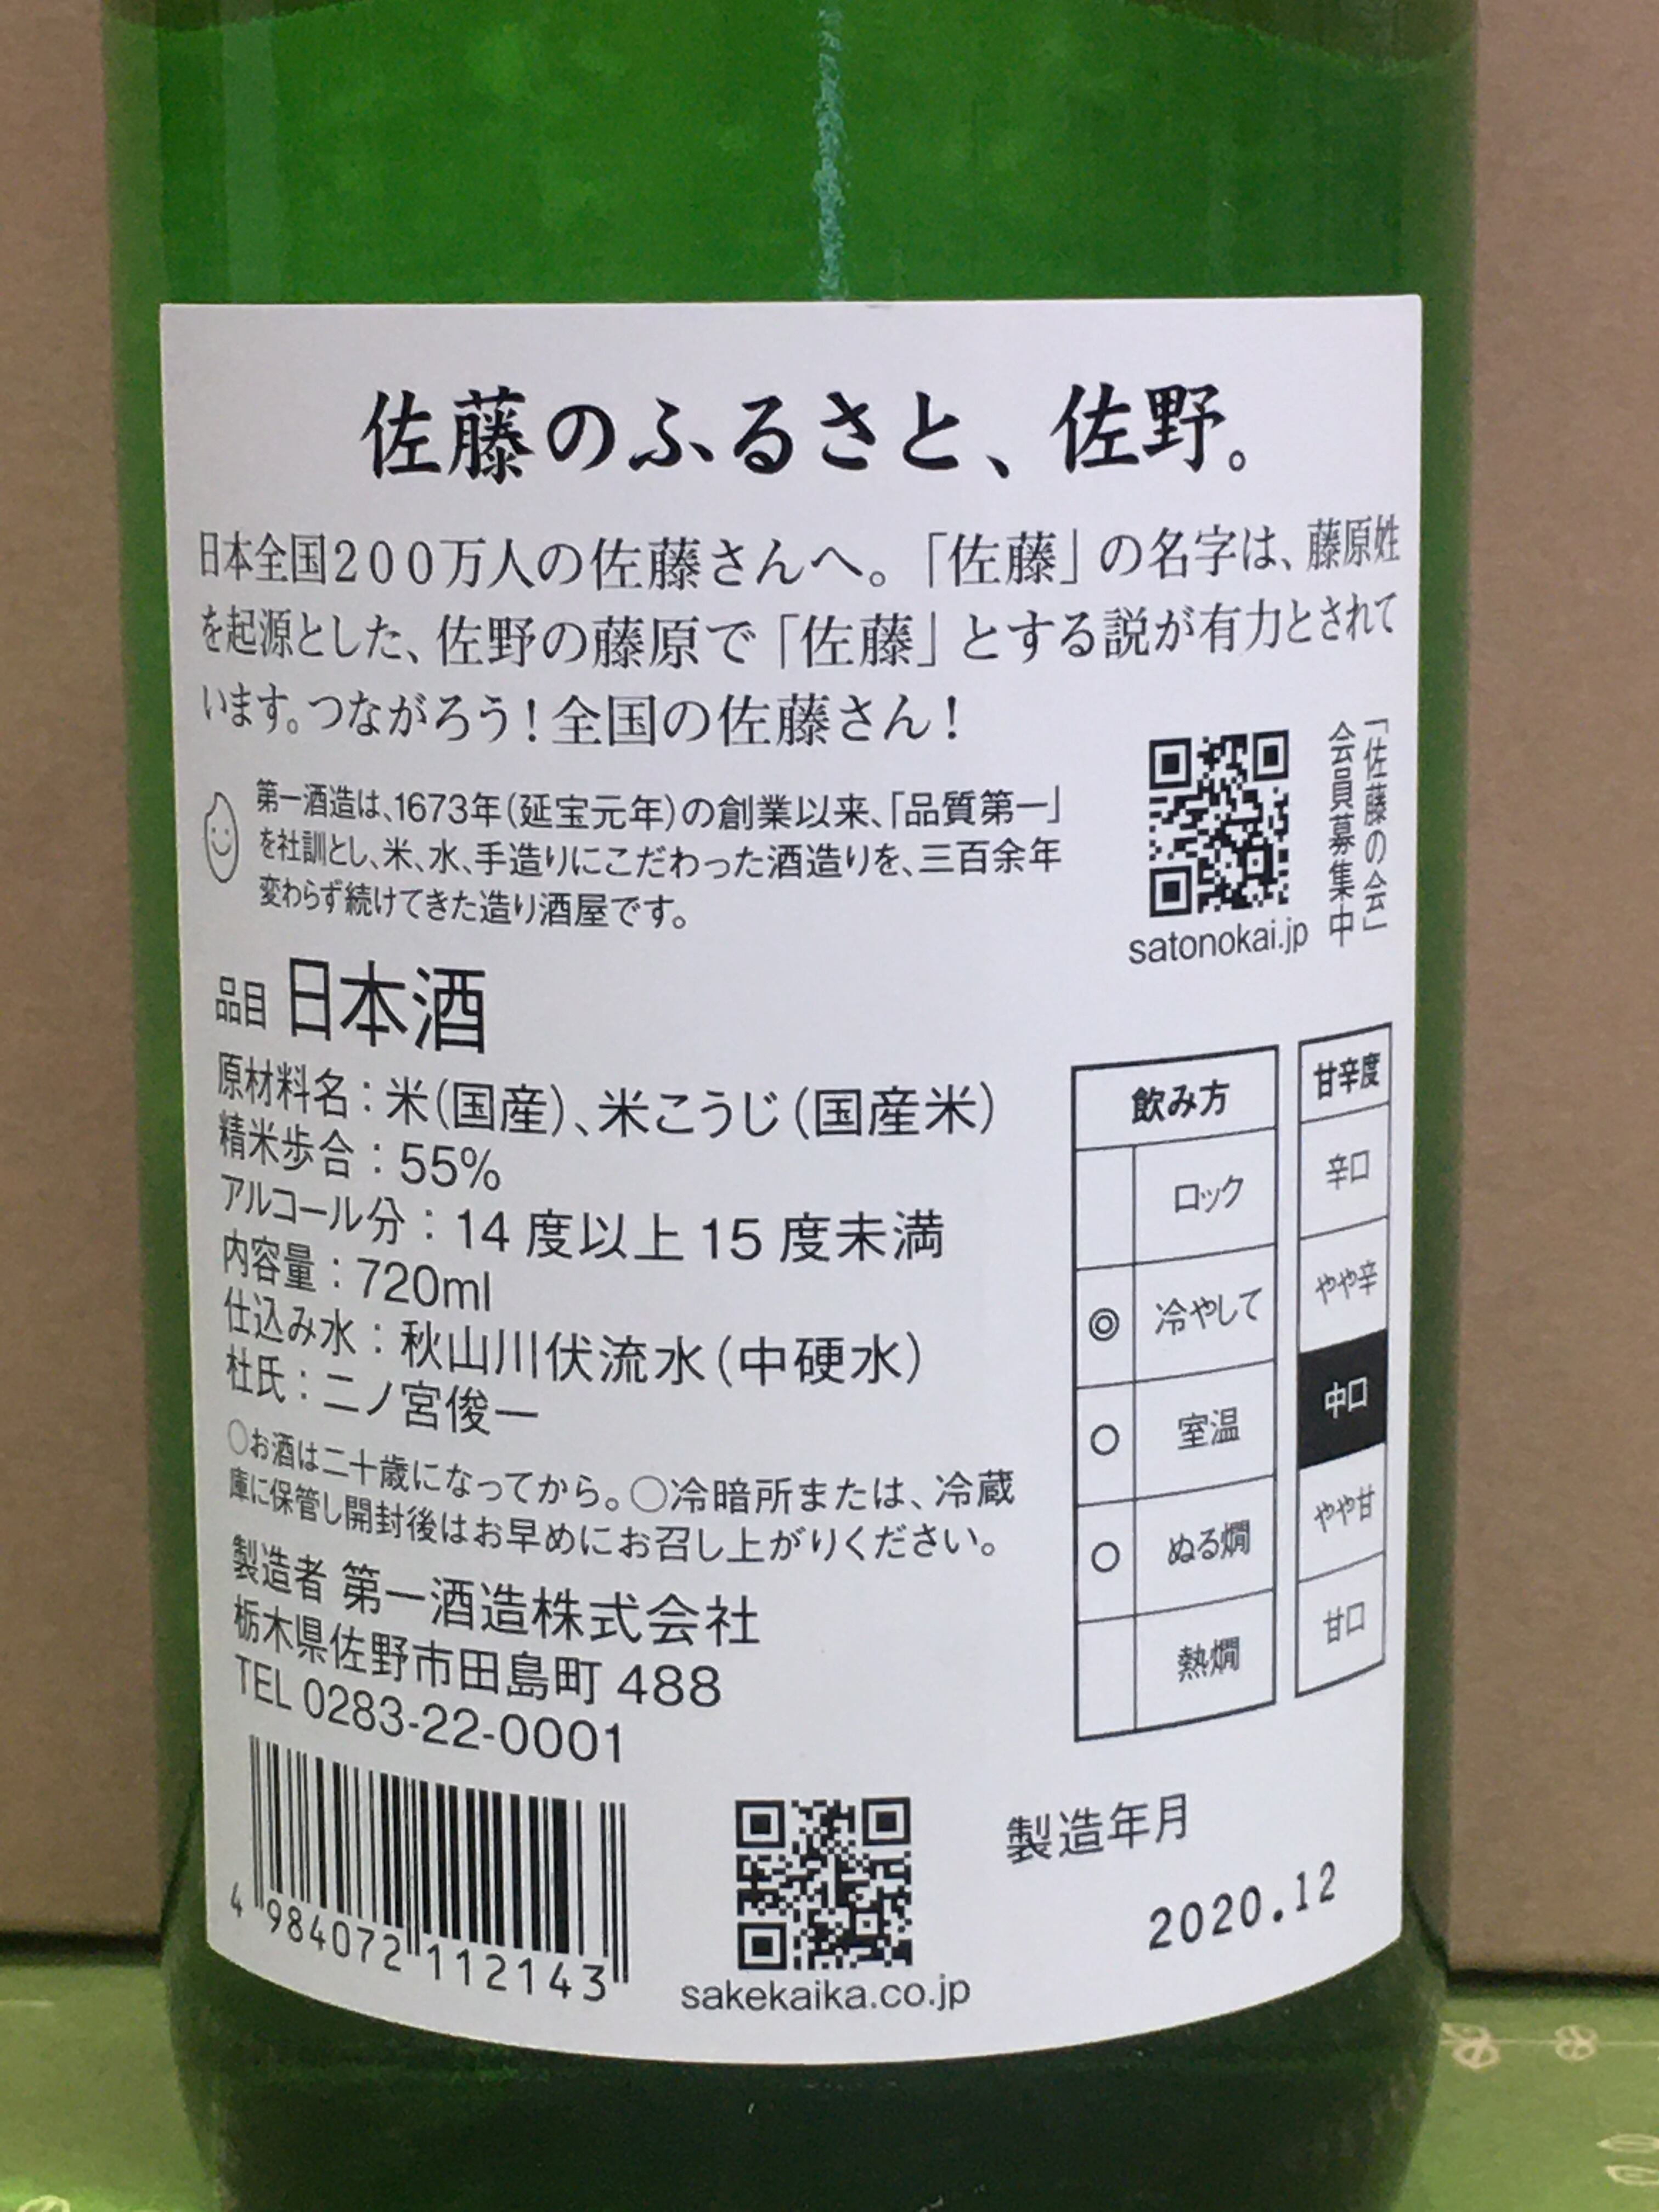 佐藤のふるさと、佐野。
日本全国200万人の佐藤さんへ。「佐藤」の名字は、藤原姓
を起源とした、佐野の藤原で「佐藤」とする説が有力とされて
います。つながろう！全国の佐藤さん！
第一酒造は、1673年(延宝元年)の創業以来、「品質第一」
を社訓とし、米、水、手造りにこだわった酒造りを、三百余年
変わらず続けてきた造り酒屋です。
「佐藤の会」
会員募集中
satonokai.jp
品目 日本酒
原材料名：米(国産)、米こうじ(国産米)
精米歩合：55%
アルコール分：14度以上15度未満
内容量：720ml
仕込み水：秋山川伏流水(中硬水)
杜氏：二ノ宮俊一
○お酒は二十歳になってから。○冷暗所または、冷蔵
庫に保管し開封後はお早めにお召し上がりください。
製造者 第一酒造株式会社
栃木県佐野市田島町 488
TEL 0283-22-0001
飲み方
ロック
◎ 冷やして
○ 室温
○ ぬる燗
熱燗
甘辛度
辛口
やや辛
中口
やや甘
甘口
4 984072 112143
sakekaika.co.jp
製造年月
2020.12